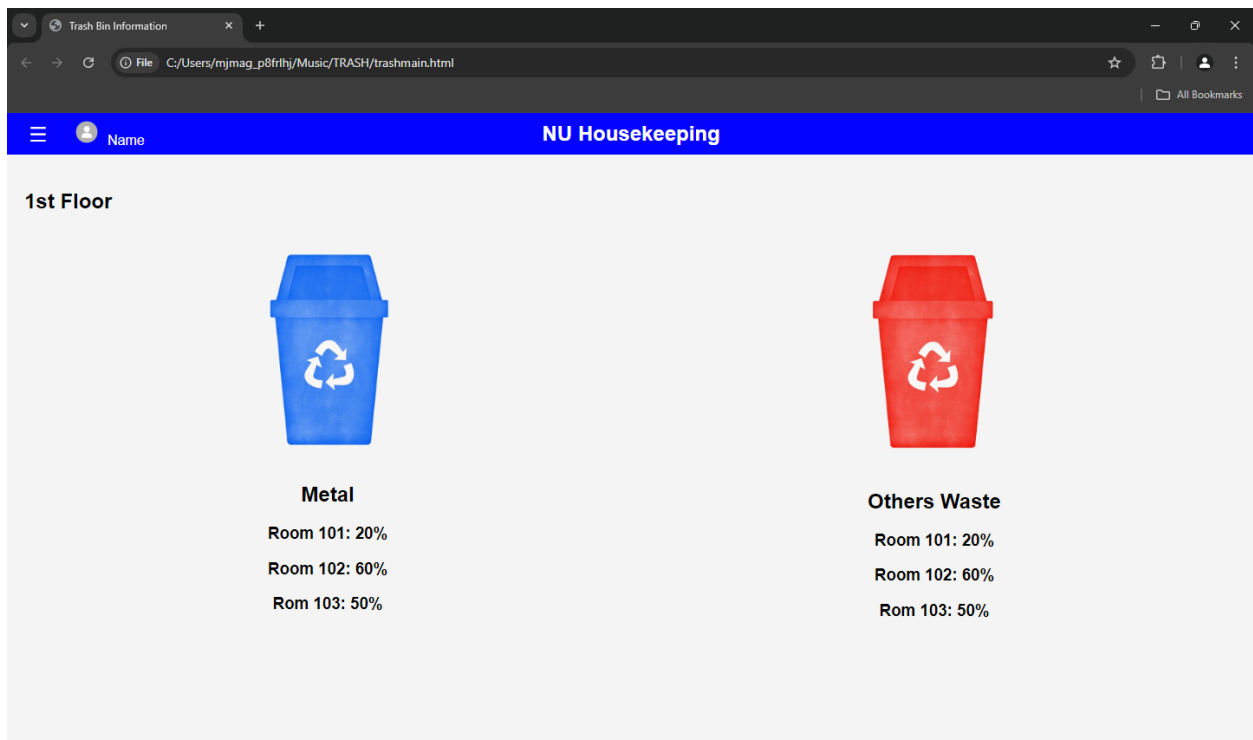 Trash Bin Information
File C:/Users/mjmag_p8frlhj/Music/TRASH/trashmain.html
All Bookmarks
Name
NU Housekeeping
1st Floor
Metal
Room 101: 20%
Room 102: 60%
Rom 103: 50%
Others Waste
Room 101: 20%
Room 102: 60%
Rom 103: 50%